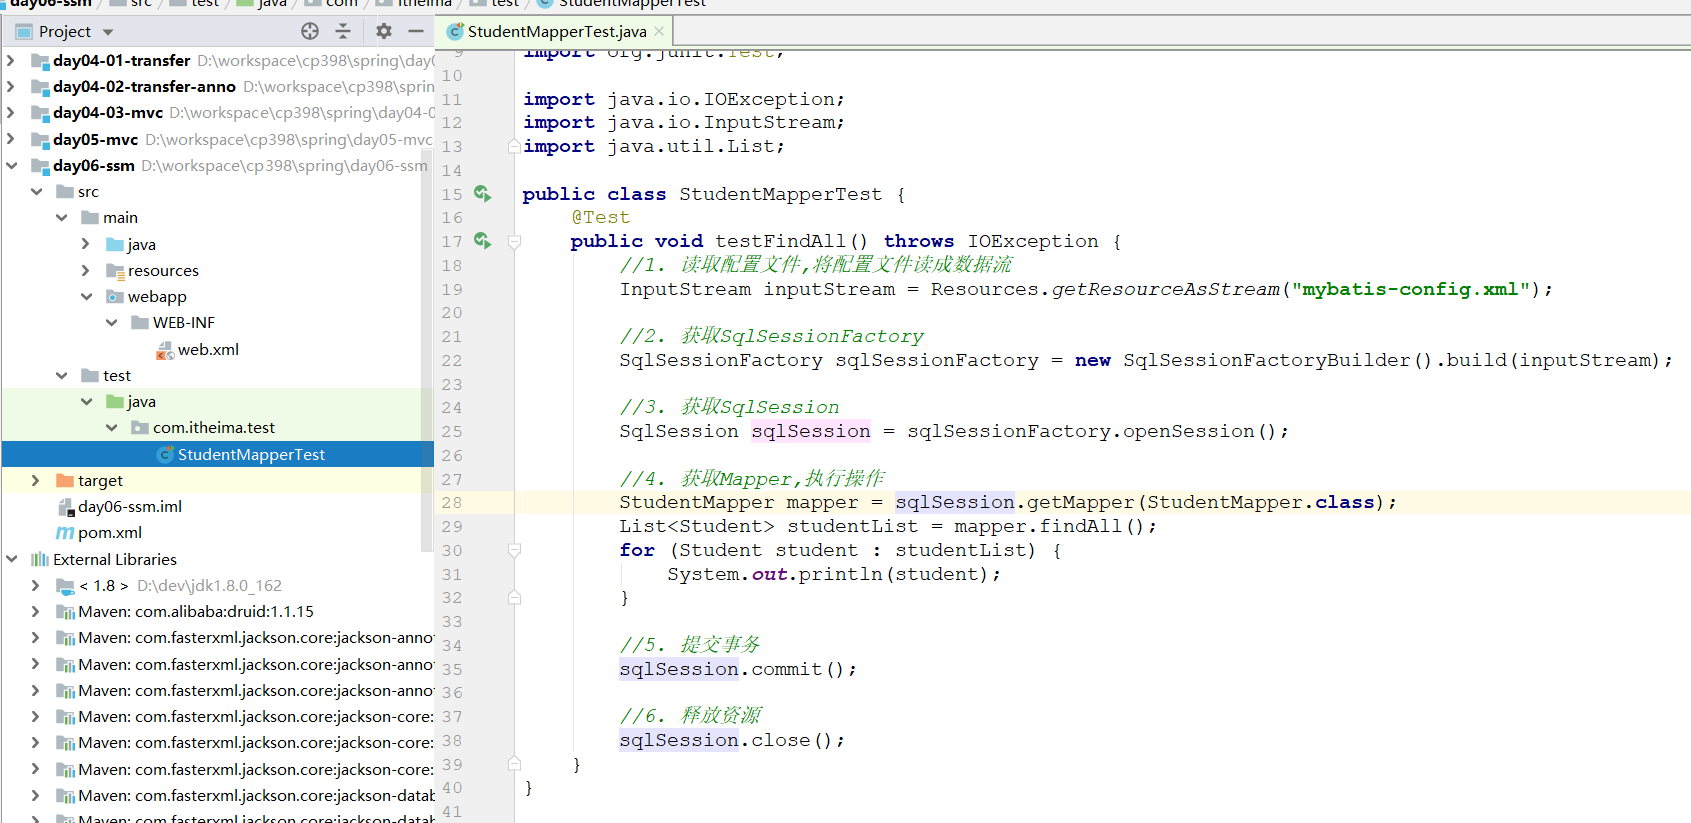 day06-ssm src test java com itheima test StudentMapperTest
Project
day04-01-transfer D:\workspace\cp398\spring\day0
day04-02-transfer-anno D:\workspace\cp398\sprin
day04-03-mvc D:\workspace\cp398\spring\day04-0
day05-mvc D:\workspace\cp398\spring\day05-mvc
day06-ssm D:\workspace\cp398\spring\day06-ssm
src
main
java
resources
webapp
WEB-INF
web.xml
test
java
com.itheima.test
StudentMapperTest
target
day06-ssm.iml
pom.xml
External Libraries
< 1.8 > D:\dev\jdk1.8.0_162
Maven: com.alibaba:druid:1.1.15
Maven: com.fasterxml.jackson.core:jackson-annot
Maven: com.fasterxml.jackson.core:jackson-annot
Maven: com.fasterxml.jackson.core:jackson-annot
Maven: com.fasterxml.jackson.core:jackson-core:
Maven: com.fasterxml.jackson.core:jackson-core:
Maven: com.fasterxml.jackson.core:jackson-core:
Maven: com.fasterxml.jackson.core:jackson-datab
Maven: com.fasterxml.jackson.core:jackson-datab
StudentMapperTest.java
9 import org.junit.Test;
10
11 import java.io.IOException;
12 import java.io.InputStream;
13 import java.util.List;
14
15 public class StudentMapperTest {
16 @Test
17 public void testFindAll() throws IOException {
18 //1. 读取配置文件,将配置文件读成数据流
19 InputStream inputStream = Resources.getResourceAsStream("mybatis-config.xml");
20
21 //2. 获取SqlSessionFactory
22 SqlSessionFactory sqlSessionFactory = new SqlSessionFactoryBuilder().build(inputStream);
23
24 //3. 获取SqlSession
25 SqlSession sqlSession = sqlSessionFactory.openSession();
26
27 //4. 获取Mapper,执行操作
28 StudentMapper mapper = sqlSession.getMapper(StudentMapper.class);
29 List<Student> studentList = mapper.findAll();
30 for (Student student : studentList) {
31 System.out.println(student);
32 }
33
34 //5. 提交事务
35 sqlSession.commit();
36
37 //6. 释放资源
38 sqlSession.close();
39 }
40 }
41